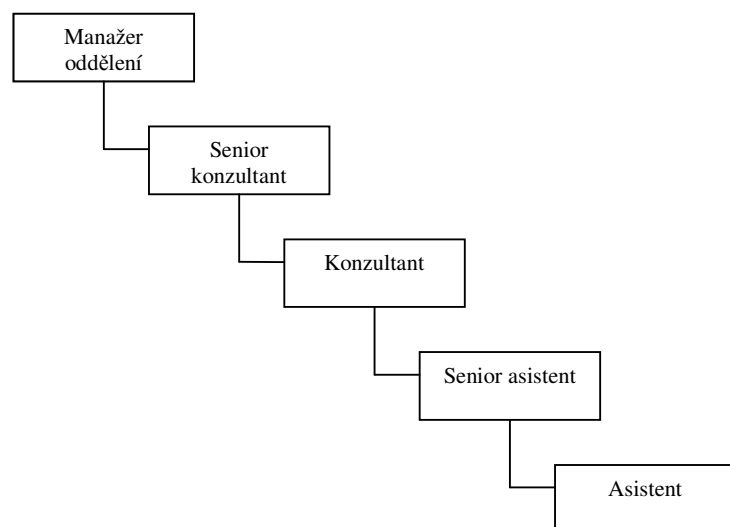 Manažer
oddělení
Senior
konzultant
Konzultant
Senior asistent
Asistent